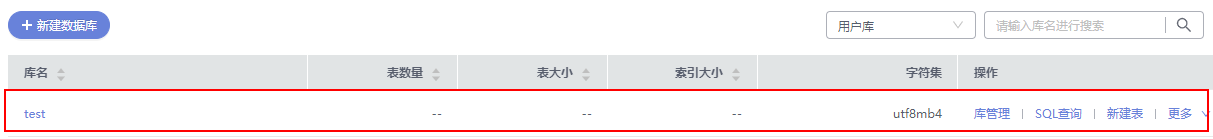 + 新建数据库 用户库 请输入库名进行搜索
库名 表数量 表大小 索引大小 字符集 操作
test -- -- -- utf8mb4 库管理 | SQL查询 | 新建表 | 更多